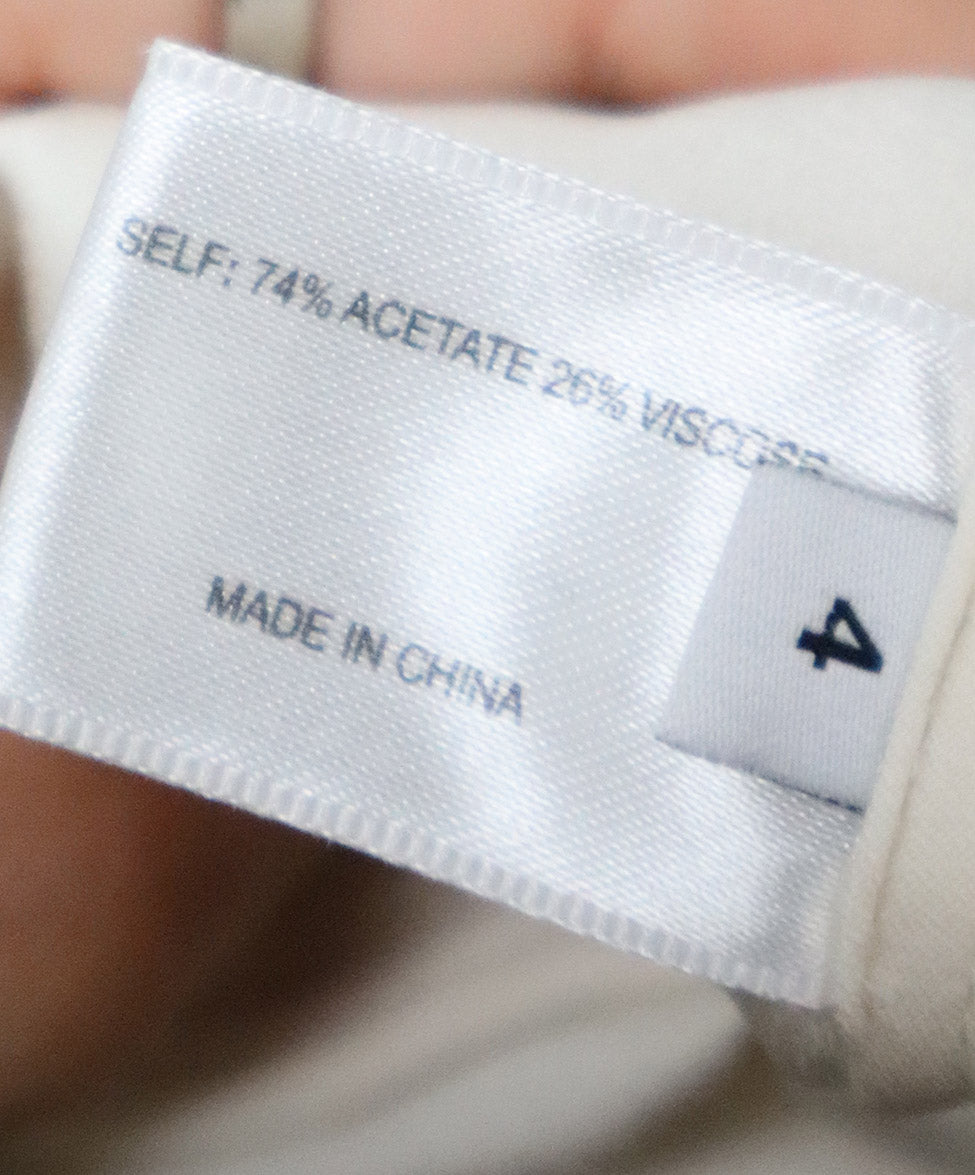 SELF: 74% ACETATE 26% VISCOSE
MADE IN CHINA
4